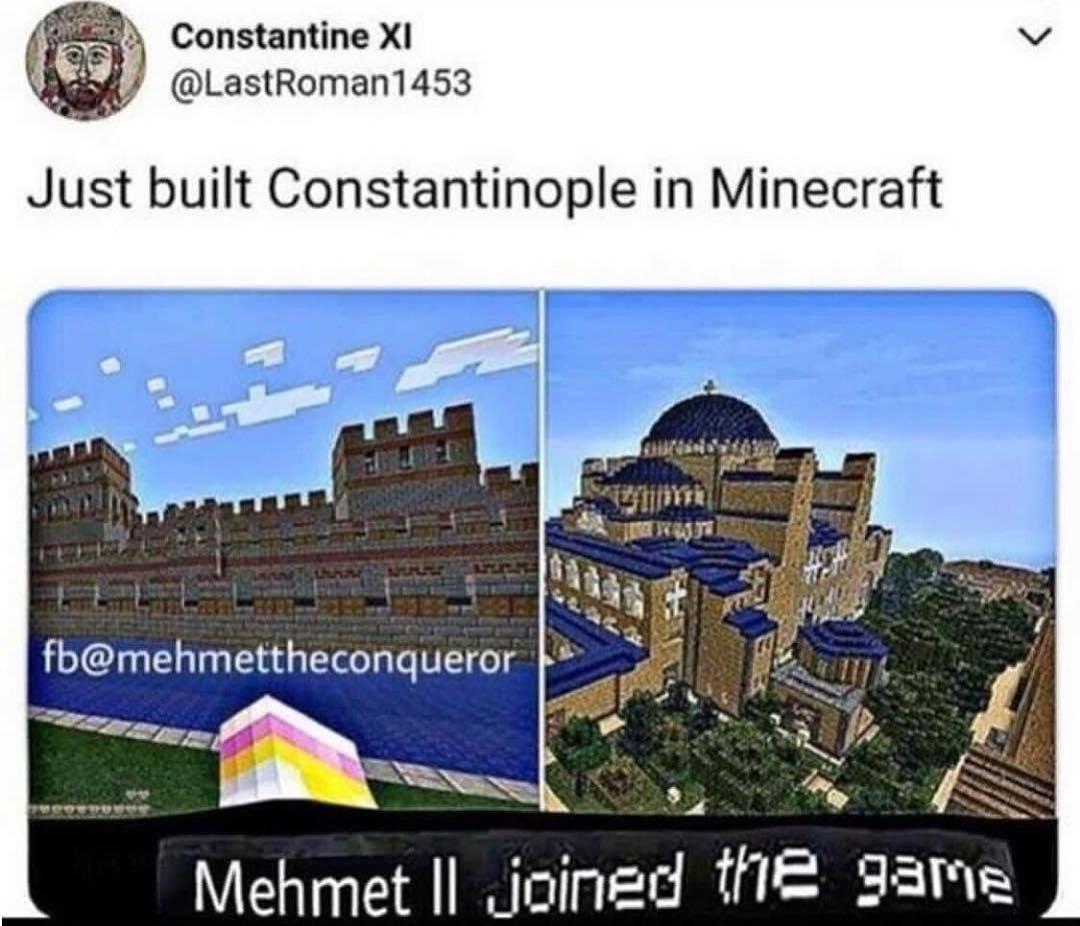 Constantine XI
@LastRoman1453
Just built Constantinople in Minecraft
fb@mehmettheconqueror
Mehmet II joined the game